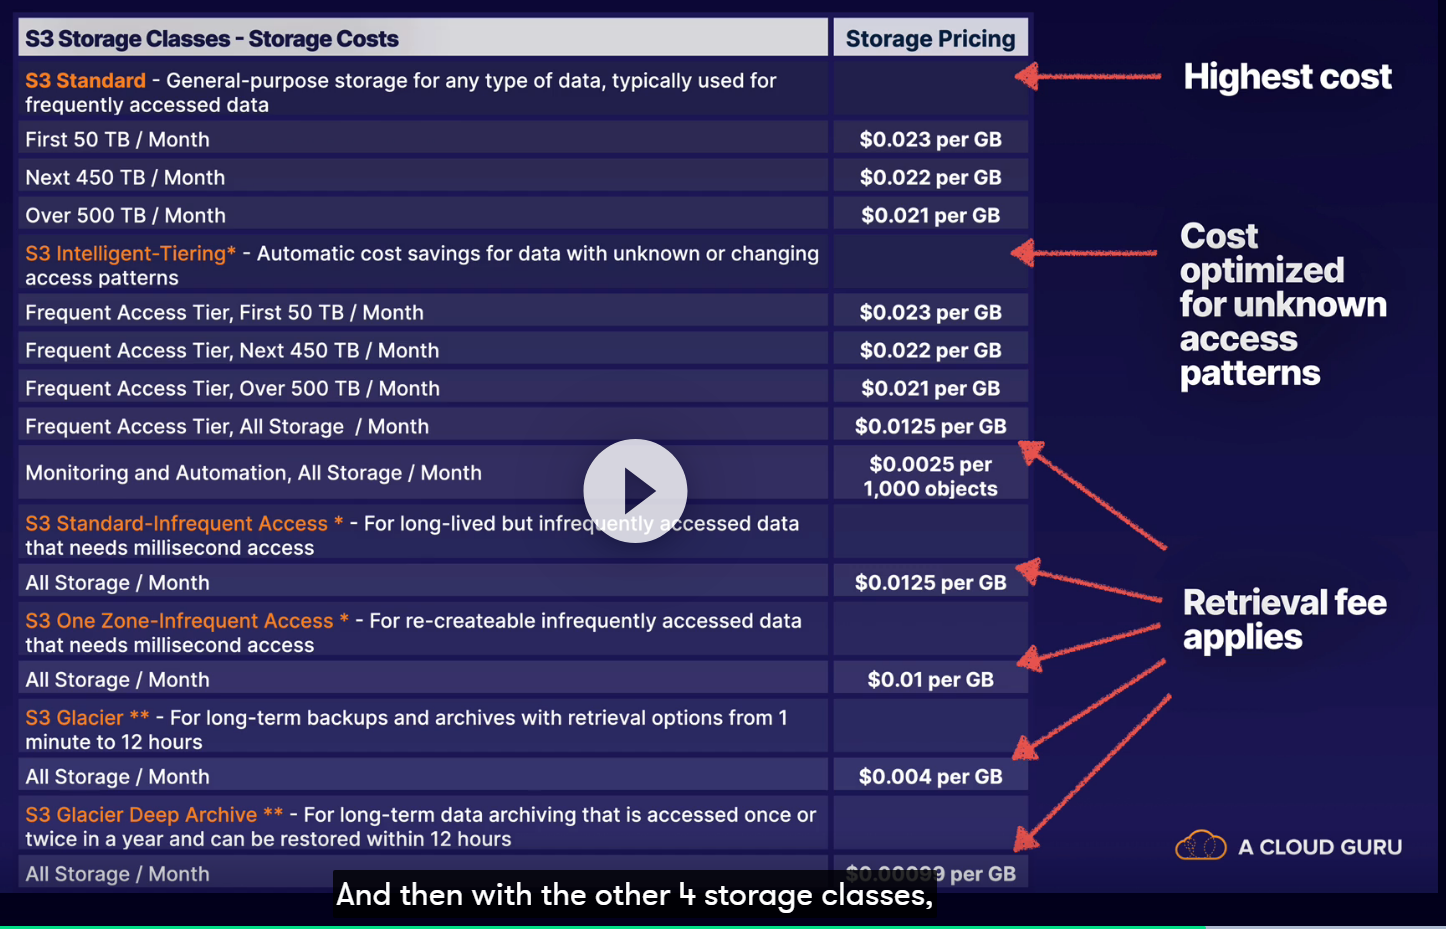 S3 Storage Classes - Storage Costs
Storage Pricing
S3 Standard - General-purpose storage for any type of data, typically used for
frequently accessed data
First 50 TB / Month
$0.023 per GB
Next 450 TB / Month
$0.022 per GB
Over 500 TB / Month
$0.021 per GB
S3 Intelligent-Tiering* - Automatic cost savings for data with unknown or changing
access patterns
Frequent Access Tier, First 50 TB / Month
$0.023 per GB
Frequent Access Tier, Next 450 TB / Month
$0.022 per GB
Frequent Access Tier, Over 500 TB / Month
$0.021 per GB
Frequent Access Tier, All Storage / Month
$0.0125 per GB
Monitoring and Automation, All Storage / Month
$0.0025 per
1,000 objects
S3 Standard-Infrequent Access * - For long-lived but infrequently accessed data
that needs millisecond access
All Storage / Month
$0.0125 per GB
S3 One Zone-Infrequent Access * - For re-createable infrequently accessed data
that needs millisecond access
All Storage / Month
$0.01 per GB
S3 Glacier ** - For long-term backups and archives with retrieval options from 1
minute to 12 hours
All Storage / Month
$0.004 per GB
S3 Glacier Deep Archive ** - For long-term data archiving that is accessed once or
twice in a year and can be restored within 12 hours
All Storage / Month
$0.00099 per GB
Highest cost
Cost
optimized
for unknown
access
patterns
Retrieval fee
applies
A CLOUD GURU
And then with the other 4 storage classes,